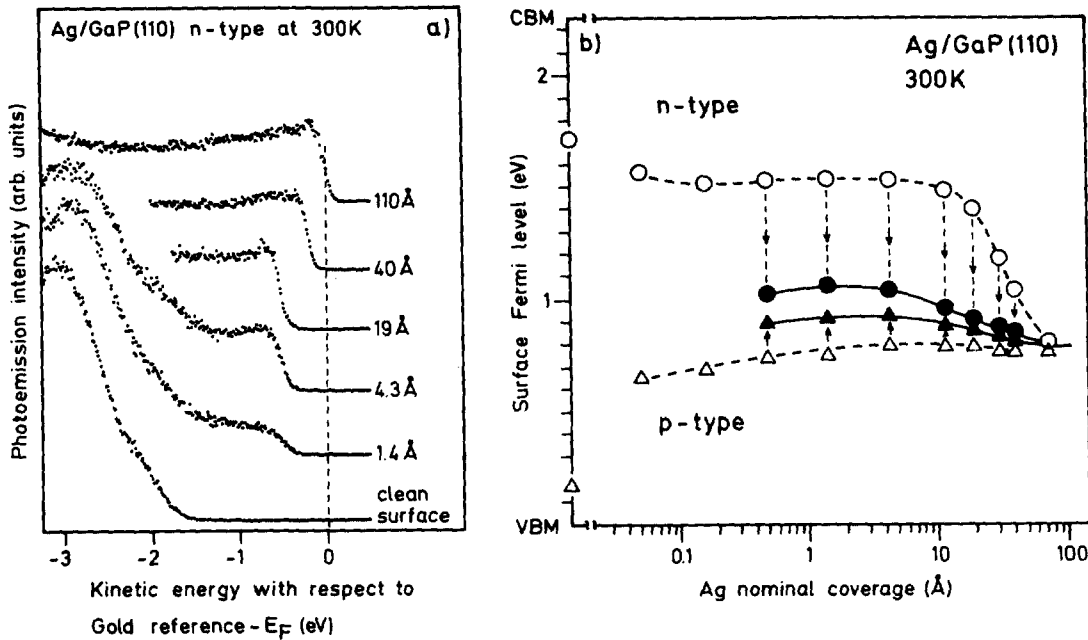 Ag/GaP(110) n-type at 300K a)
Photoemission intensity (arb. units)
110Å
40Å
19Å
4.3Å
1.4Å
clean
surface
-3 -2 -1 0
Kinetic energy with respect to
Gold reference-EF (eV)
CBM
b)
Ag/GaP(110)
300K
2
n-type
Surface Fermi level (eV)
1
p-type
VBM
0.1 1 10 100
Ag nominal coverage (Å)